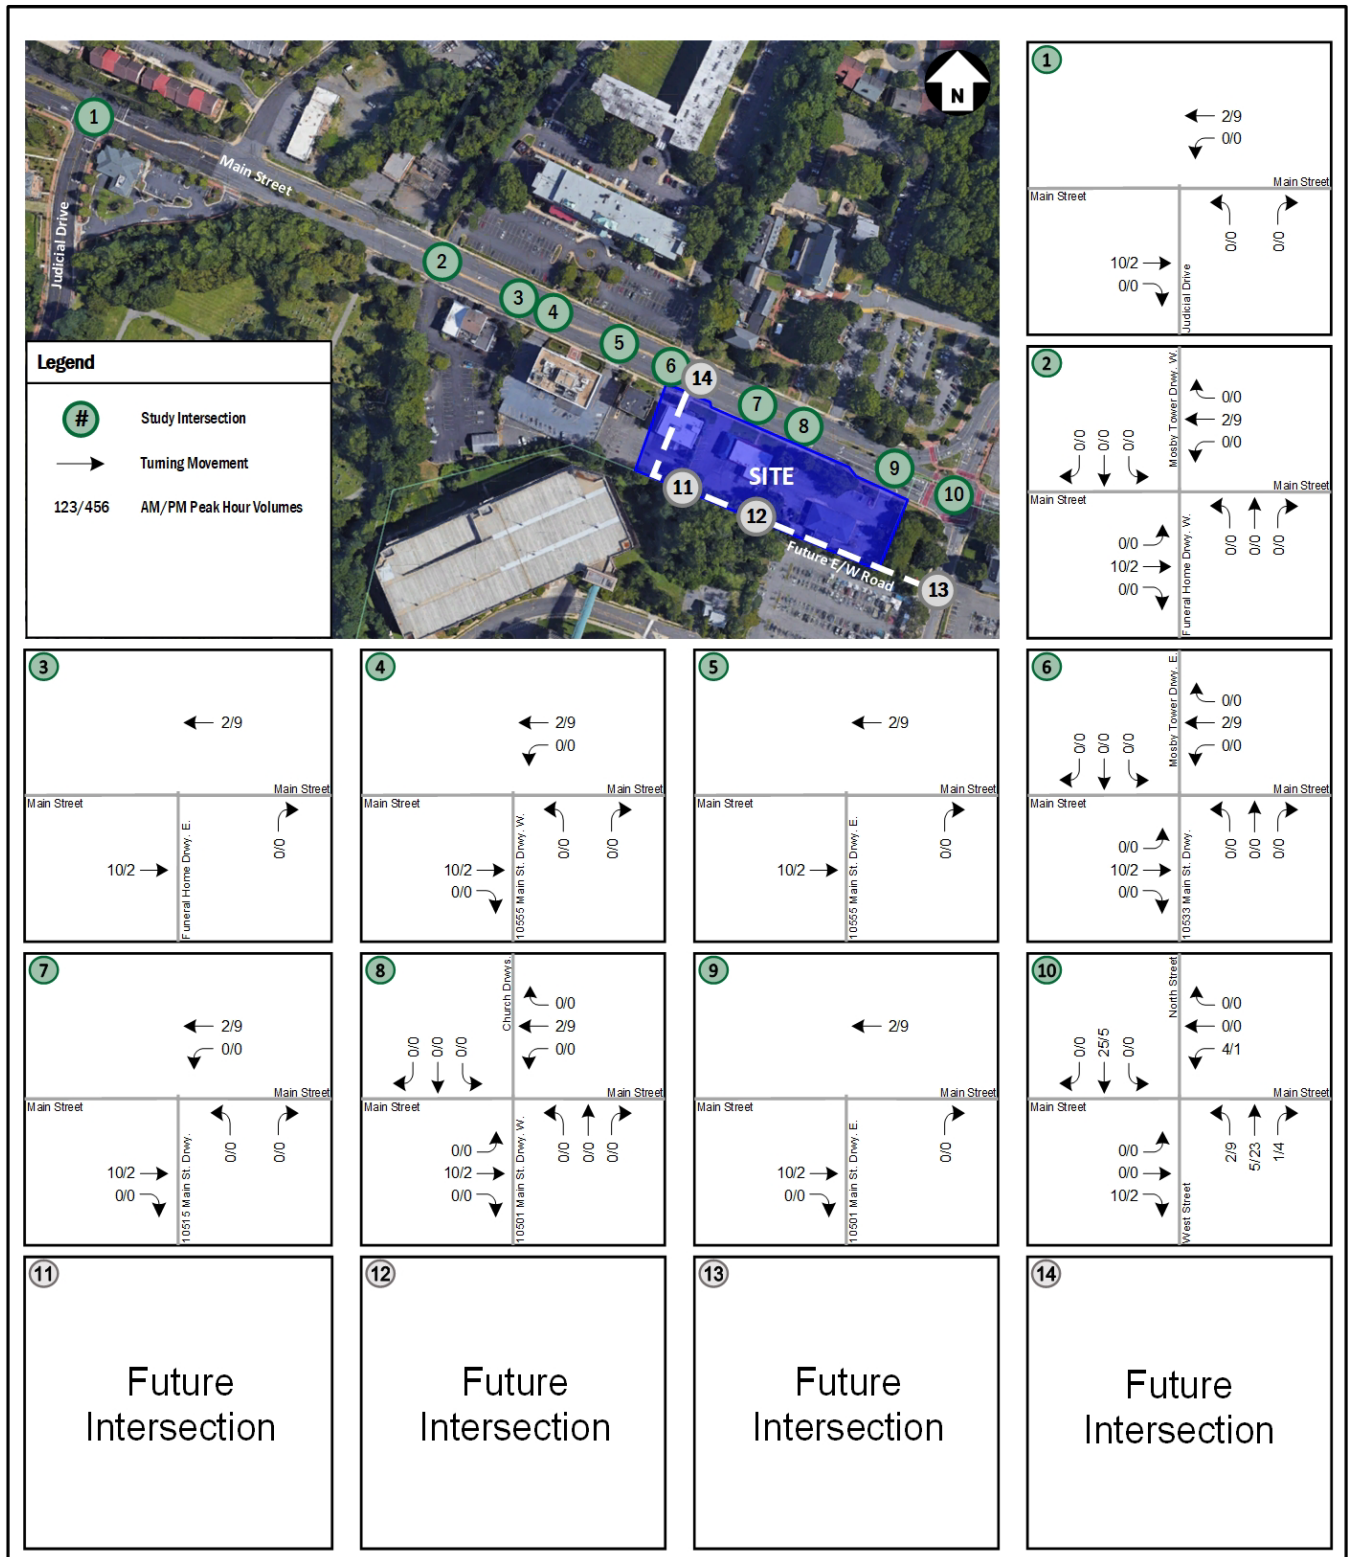 N
1
Main Street
Judicial Drive
2
3
4
5
6
14
7
8
9
10
SITE
11
12
13
Future E/W Road
Legend
# Study Intersection
Turning Movement
123/456 AM/PM Peak Hour Volumes
1
2/9
0/0
Main Street
Main Street
0/0
0/0
10/2
0/0
Judicial Drive
2
Mosby Tower Drwy. W.
0/0
2/9
0/0
0/0
0/0
0/0
Main Street
Main Street
0/0
10/2
0/0
Funeral Home Drwy. W.
0/0
0/0
0/0
3
2/9
Main Street
Main Street
10/2
Funeral Home Drwy. E.
0/0
4
2/9
0/0
Main Street
Main Street
10/2
0/0
10555 Main St. Drwy. W.
0/0
0/0
5
2/9
Main Street
Main Street
10/2
10555 Main St. Drwy. E.
0/0
6
Mosby Tower Drwy. E.
0/0
2/9
0/0
0/0
0/0
0/0
Main Street
Main Street
0/0
10/2
0/0
10533 Main St. Drwy.
0/0
0/0
0/0
7
2/9
0/0
Main Street
Main Street
10/2
0/0
10515 Main St. Drwy.
0/0
0/0
8
Church Drwys.
0/0
2/9
0/0
0/0
0/0
0/0
Main Street
Main Street
0/0
10/2
0/0
10501 Main St. Drwy. W.
0/0
0/0
0/0
9
2/9
Main Street
Main Street
10/2
0/0
10501 Main St. Drwy. E.
0/0
10
North Street
0/0
0/0
4/1
0/0
25/5
0/0
Main Street
Main Street
0/0
0/0
10/2
West Street
2/9
5/23
1/4
11
Future
Intersection
12
Future
Intersection
13
Future
Intersection
14
Future
Intersection